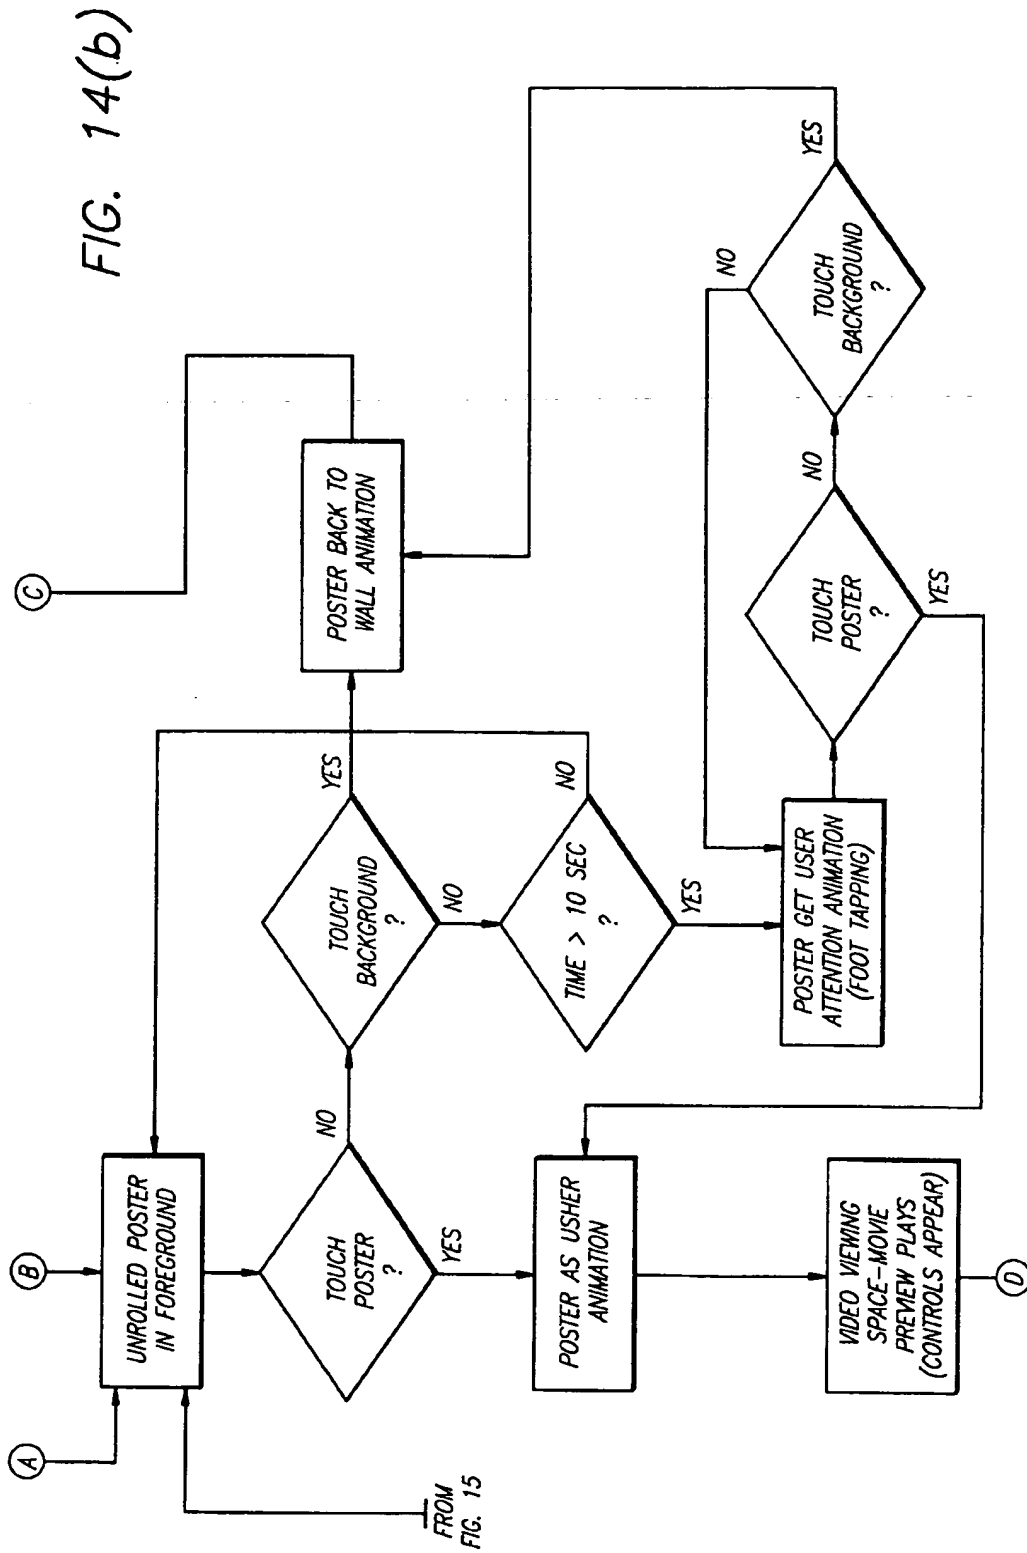 FIG. 14(b)
A
B
C
FROM
FIG. 15
UNROLLED POSTER
IN FOREGROUND
TOUCH
POSTER
?
NO
YES
TOUCH
BACKGROUND
?
YES
NO
POSTER BACK TO
WALL ANIMATION
TIME > 10 SEC
?
NO
YES
POSTER AS USHER
ANIMATION
POSTER GET USER
ATTENTION ANIMATION
(FOOT TAPPING)
TOUCH
POSTER
?
NO
YES
TOUCH
BACKGROUND
?
NO
YES
VIDEO VIEWING
SPACE-MOVIE
PREVIEW PLAYS
(CONTROLS APPEAR)
D